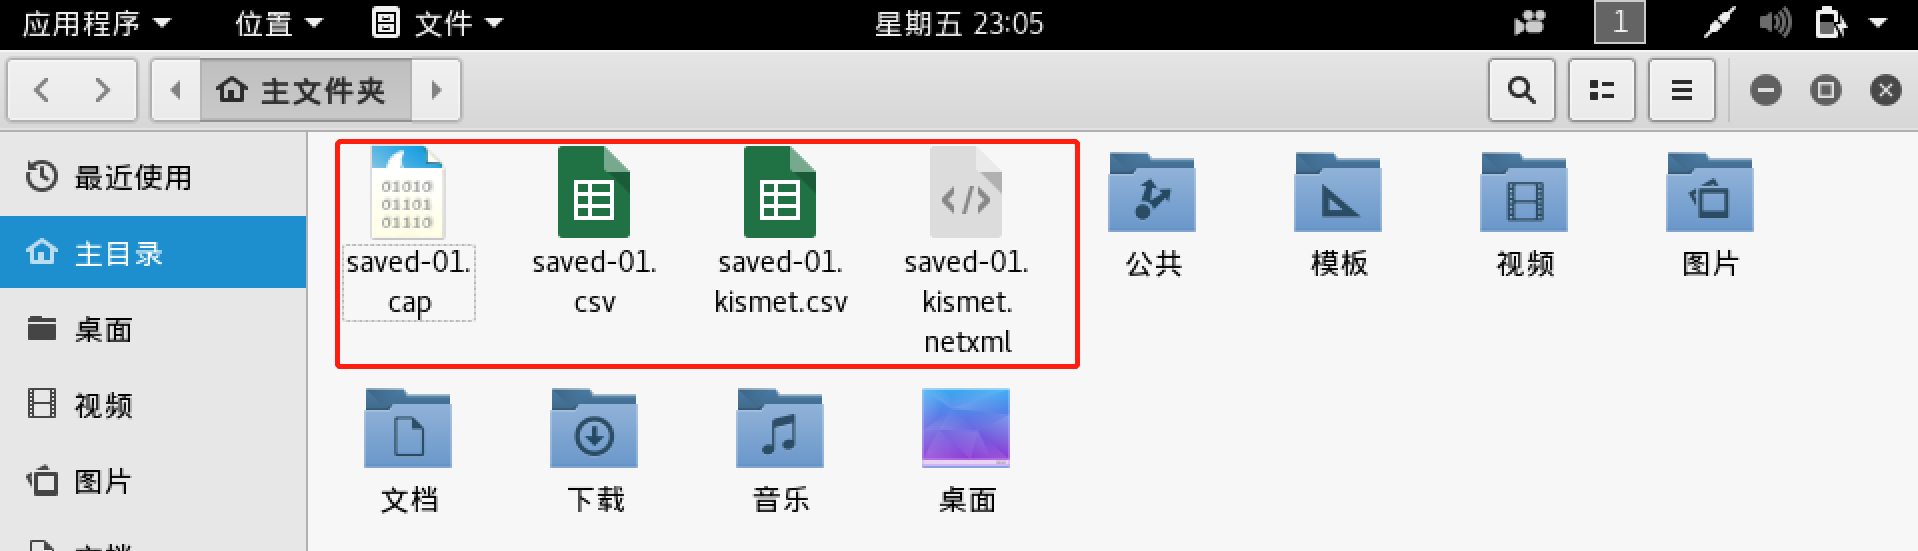 应用程序 位置 文件 星期五 23:05 1
主文件夹
最近使用
主目录
桌面
视频
图片
saved-01.
cap
saved-01.
csv
saved-01.
kismet.csv
saved-01.
kismet.
netxml
公共
模板
视频
图片
文档
下载
音乐
桌面